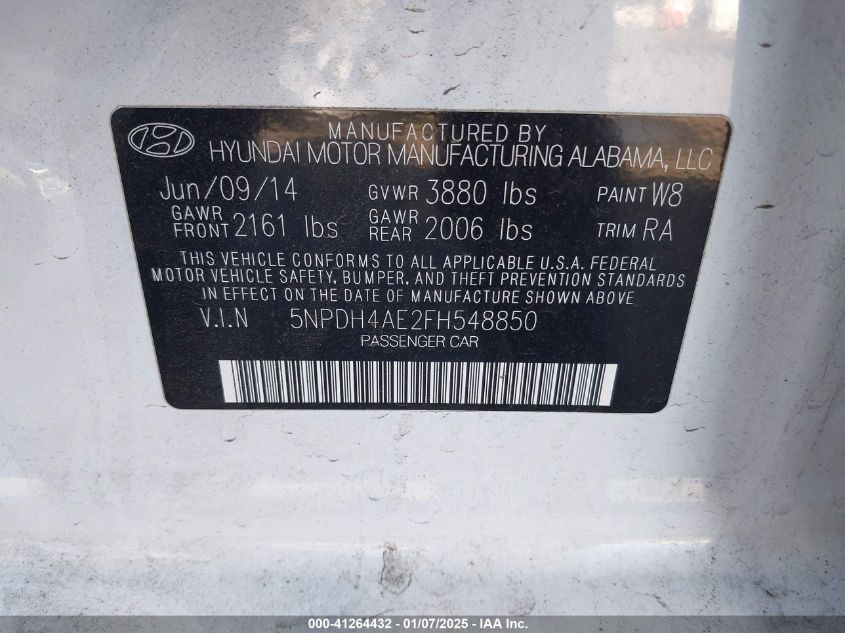 MANUFACTURED BY
HYUNDAI MOTOR MANUFACTURING ALABAMA, LLC
Jun/09/14 GVWR 3880 lbs PAINT W8
GAWR FRONT 2161 lbs GAWR REAR 2006 lbs TRIM RA
THIS VEHICLE CONFORMS TO ALL APPLICABLE U.S.A. FEDERAL
MOTOR VEHICLE SAFETY, BUMPER, AND THEFT PREVENTION STANDARDS
IN EFFECT ON THE DATE OF MANUFACTURE SHOWN ABOVE.
V.I.N 5NPDH4AE2FH548850
PASSENGER CAR
000-41264432 - 01/07/2025 - IAA Inc.